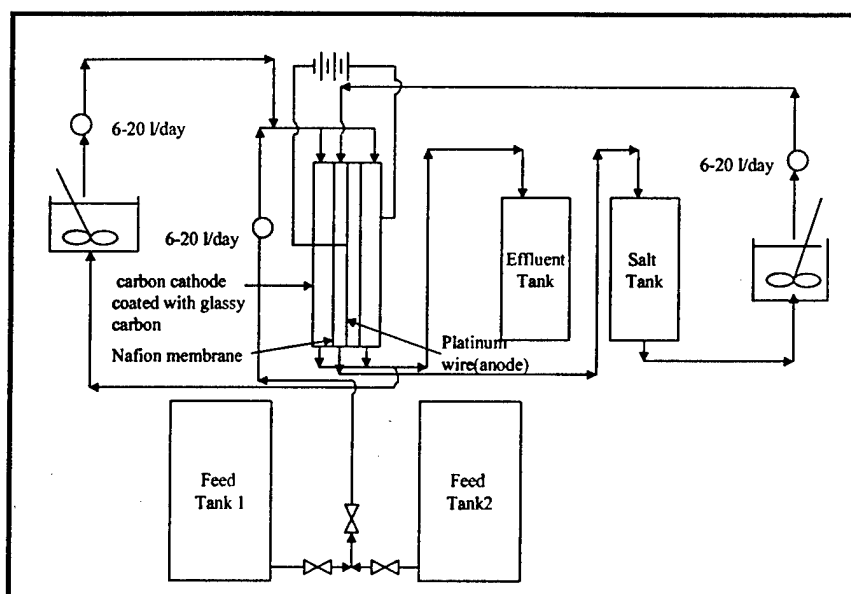 6-20 l/day
6-20 l/day
6-20 l/day
Effluent
Tank
Salt
Tank
carbon cathode
coated with glassy
carbon
Nafion membrane
Platinum
wire(anode)
Feed
Tank 1
Feed
Tank2